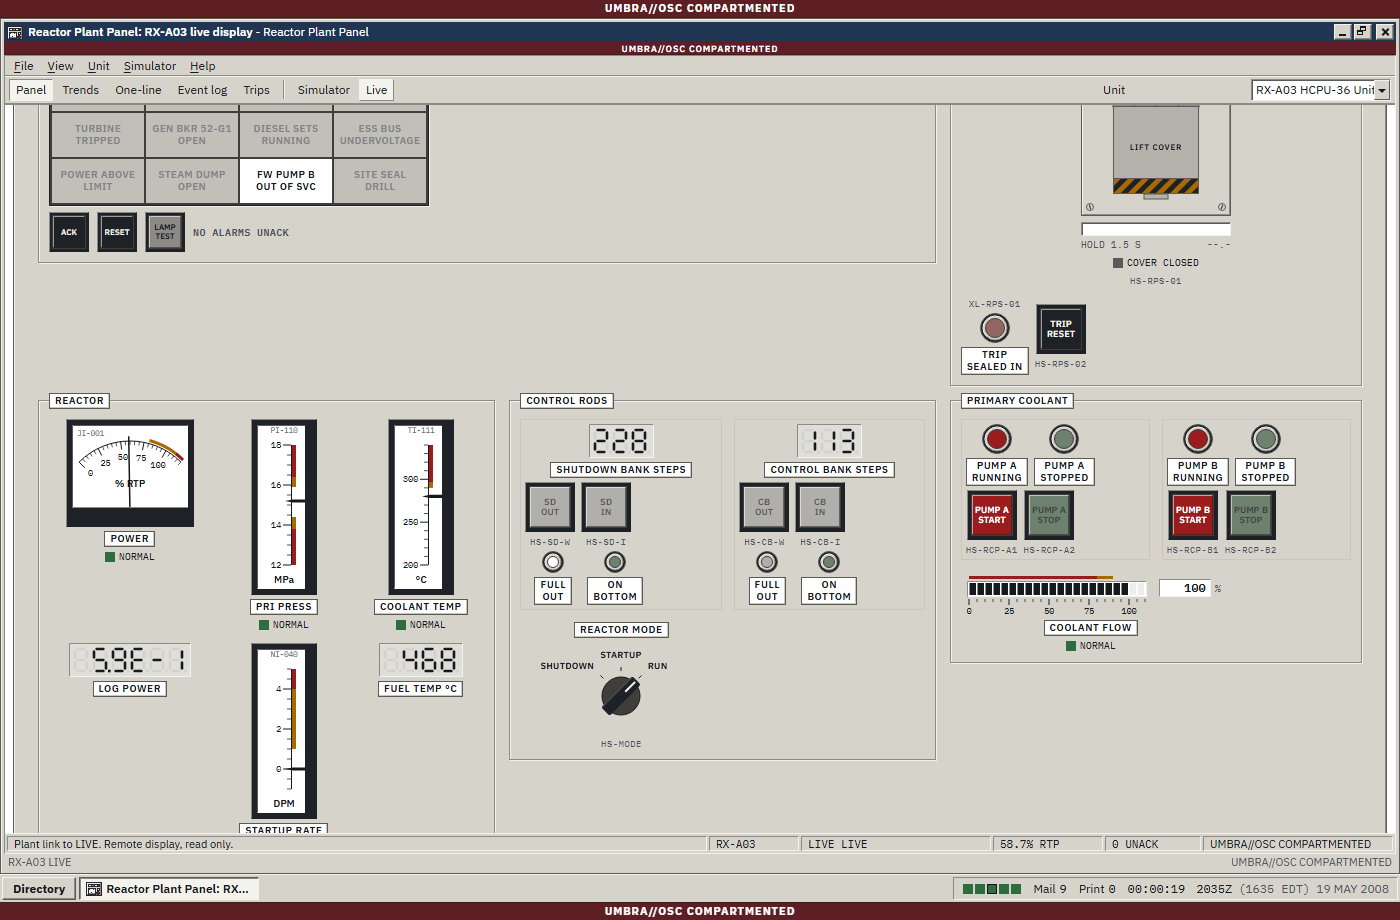 UMBRA//OSC COMPARTMENTED
Reactor Plant Panel: RX-A03 live display - Reactor Plant Panel
UMBRA//OSC COMPARTMENTED
File View Unit Simulator Help
Panel Trends One-line Event log Trips Simulator Live Unit RX-A03 HCPU-36 Unit
TURBINE TRIPPED
GEN BKR 52-G1 OPEN
DIESEL SETS RUNNING
ESS BUS UNDERVOLTAGE
POWER ABOVE LIMIT
STEAM DUMP OPEN
FW PUMP B OUT OF SVC
SITE SEAL DRILL
ACK
RESET
LAMP TEST
NO ALARMS UNACK
LIFT COVER
HOLD 1.5 S --.-
COVER CLOSED
HS-RPS-01
XL-RPS-01
TRIP SEALED IN
TRIP RESET
HS-RPS-02
REACTOR
JI-001
0 25 50 75 100
% RTP
POWER
NORMAL
PI-110
18
16
14
12
MPa
PRI PRESS
NORMAL
TI-111
300
250
200
ºC
COOLANT TEMP
NORMAL
5.9E-1
LOG POWER
NI-040
4
2
0
DPM
STARTUP RATE
468
FUEL TEMP ºC
CONTROL RODS
228
SHUTDOWN BANK STEPS
SD OUT
SD IN
HS-SD-W HS-SD-I
FULL OUT
ON BOTTOM
113
CONTROL BANK STEPS
CB OUT
CB IN
HS-CB-W HS-CB-I
FULL OUT
ON BOTTOM
REACTOR MODE
STARTUP
SHUTDOWN RUN
HS-MODE
PRIMARY COOLANT
PUMP A RUNNING
PUMP A STOPPED
PUMP A START
PUMP A STOP
HS-RCP-A1 HS-RCP-A2
PUMP B RUNNING
PUMP B STOPPED
PUMP B START
PUMP B STOP
HS-RCP-B1 HS-RCP-B2
0 25 50 75 100
100 %
COOLANT FLOW
NORMAL
Plant link to LIVE. Remote display, read only. RX-A03 LIVE LIVE 58.7% RTP 0 UNACK UMBRA//OSC COMPARTMENTED
RX-A03 LIVE UMBRA//OSC COMPARTMENTED
Directory Reactor Plant Panel: RX... Mail 9 Print 0 00:00:19 2035Z (1635 EDT) 19 MAY 2008
UMBRA//OSC COMPARTMENTED